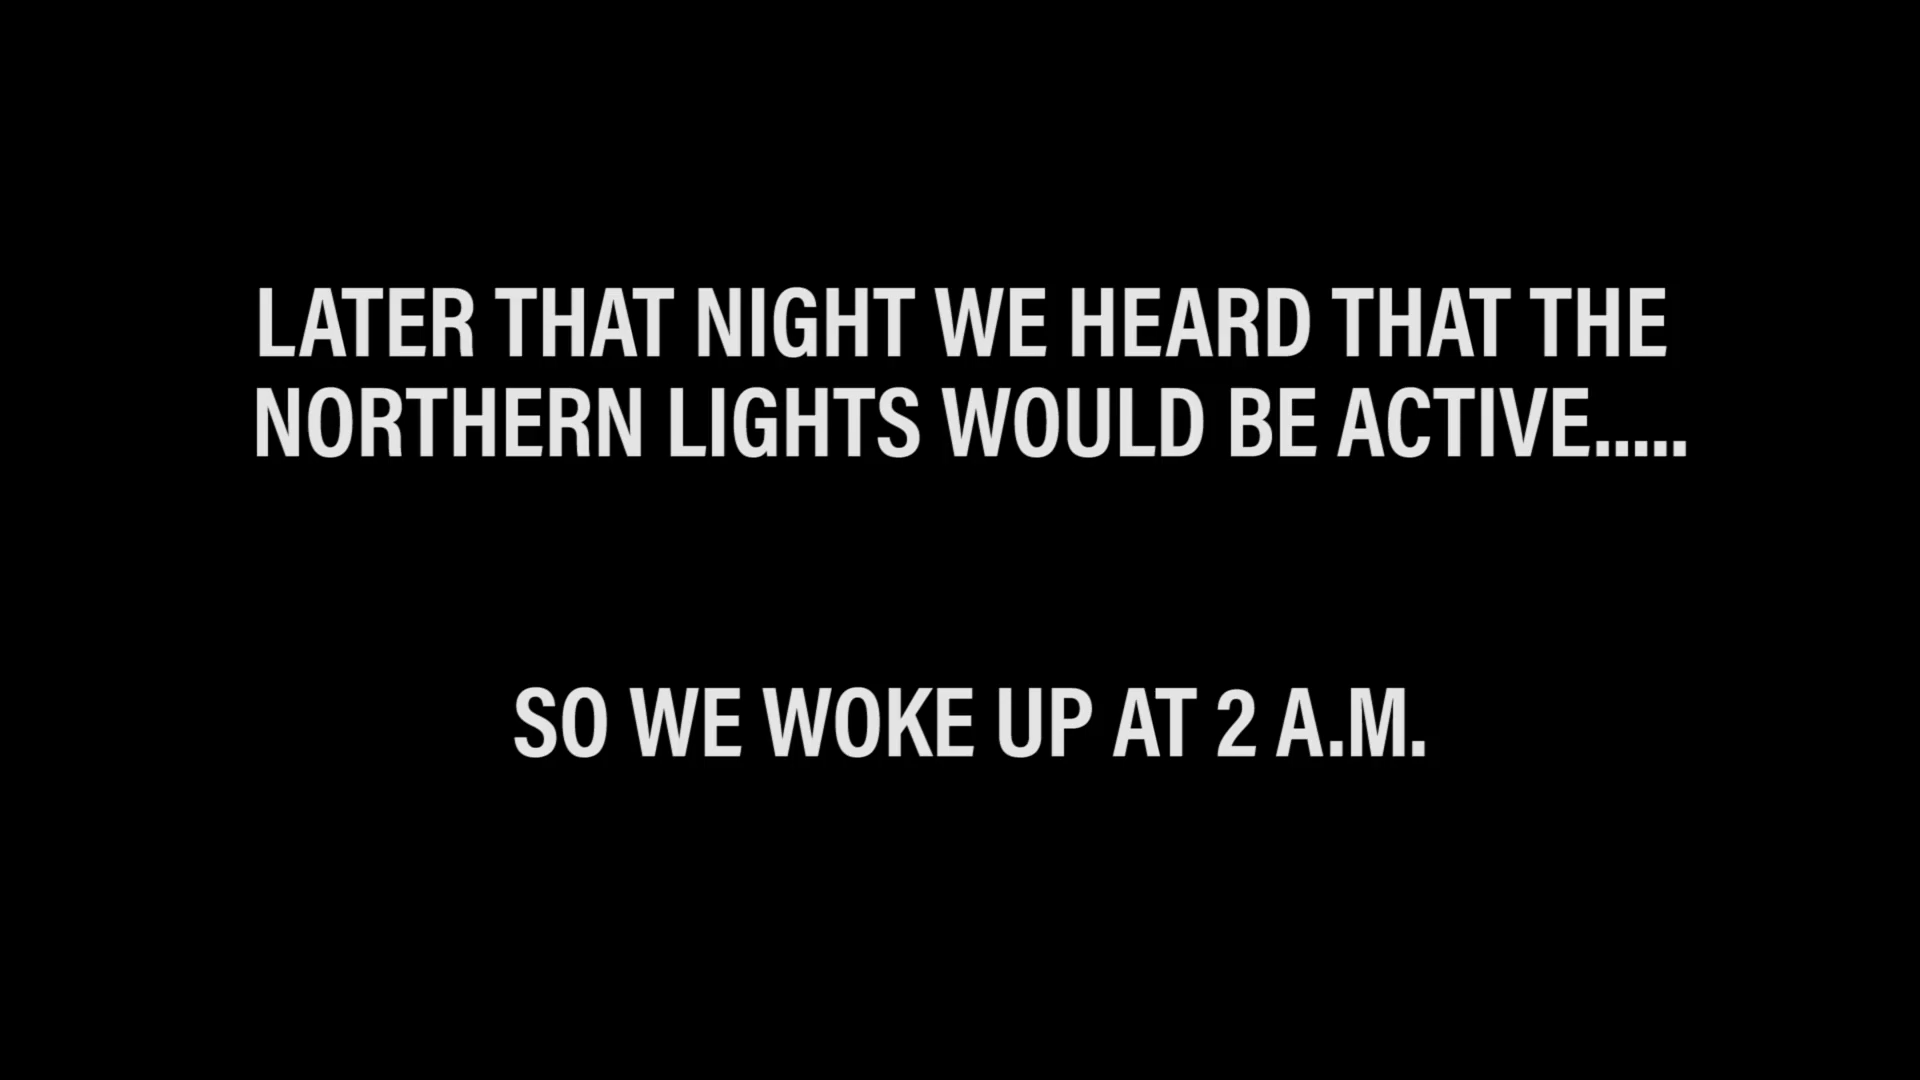 LATER THAT NIGHT WE HEARD THAT THE
NORTHERN LIGHTS WOULD BE ACTIVE.....
SO WE WOKE UP AT 2 A.M.